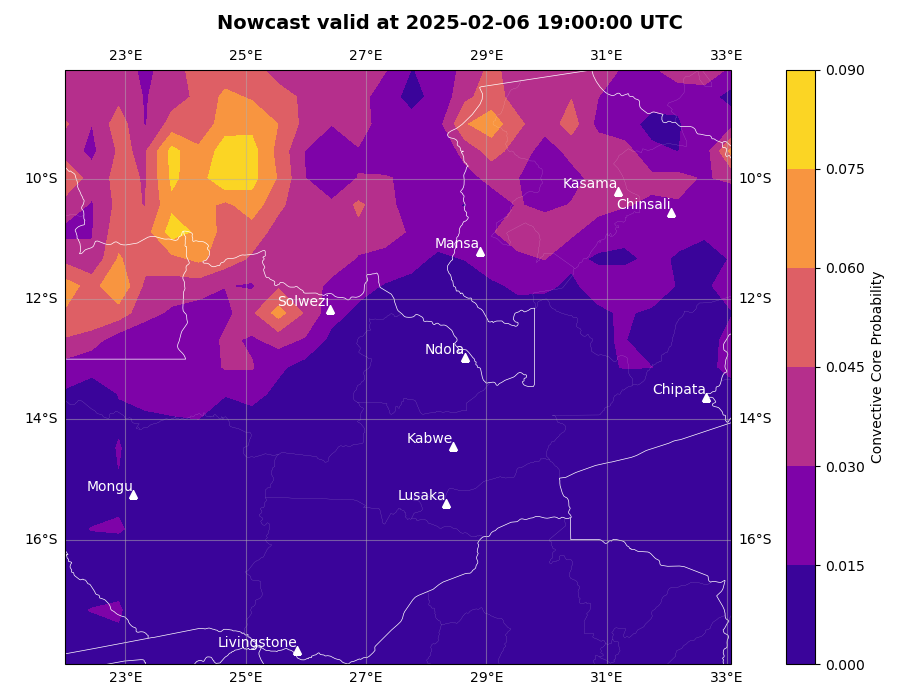 Nowcast valid at 2025-02-06 19:00:00 UTC
23°E 25°E 27°E 29°E 31°E 33°E
0.090
0.075
10°S 10°S
Kasama
Chinsali
Mansa
0.060
12°S 12°S
Solwezi
Convective Core Probability
Ndola
0.045
Chipata
14°S 14°S
Kabwe
0.030
Mongu
Lusaka
16°S 16°S
0.015
Livingstone
0.000
23°E 25°E 27°E 29°E 31°E 33°E